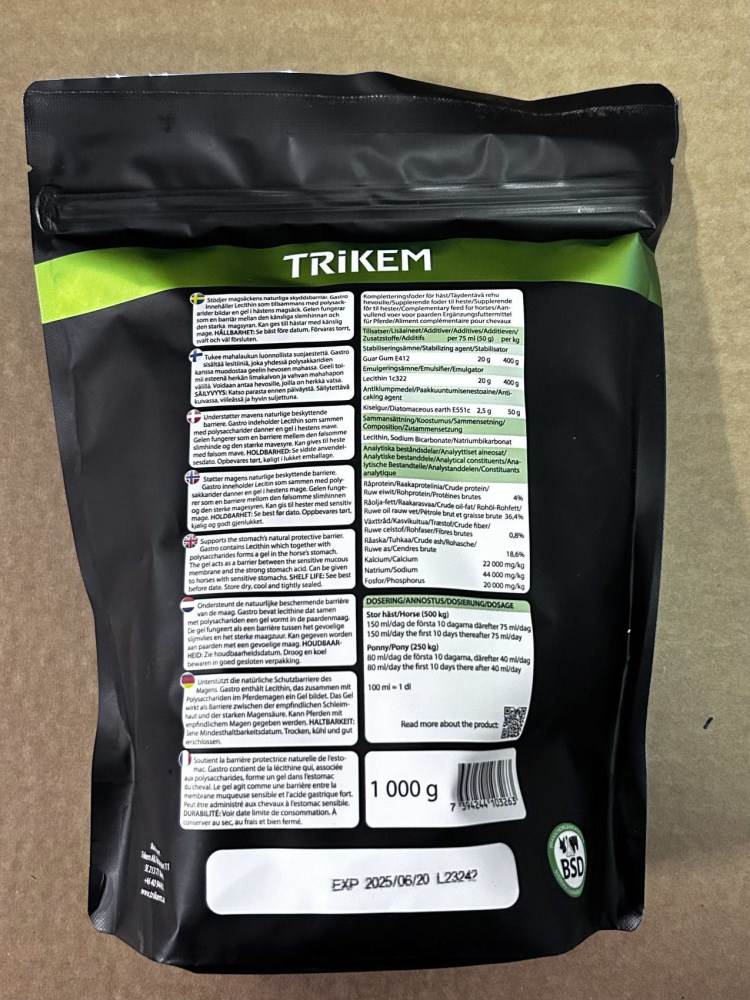 TRiKEM
Stödjer magsäckens naturliga skyddsbarriär. Gastro
innehåller Lecithin som tillsammans med polysack-
arider bildar en gel i hästens magsäck. Gelen fungerar
som en barriär mellan den känsliga slemhinnan och
den starka magsyran. Kan ges till hästar med känslig
mage. HÅLLBARHET: Se bäst före datum. Förvaras torrt,
svalt och väl försluten.
Tukee mahalaukun luonnollista suojaestettä. Gastro
sisältää lesitiiniä, joka yhdessä polysakkaridien
kanssa muodostaa geelin hevosen mahassa. Geeli toi-
mii esteenä herkän limakalvon ja vahvan mahahapon
välillä. Voidaan antaa hevosille, joilla on herkkä vatsa.
SÄILYVYYS: Katso parasta ennen päiväystä. Säilytettävä
kuivassa, viileässä ja hyvin suljettuna.
Understøtter mavens naturlige beskyttende
barriere. Gastro indeholder Lecithin som sammen
med polysaccharider danner en gel i hestens mave.
Gelen fungerer som en barriere mellem den følsomme
slimhinde og den stærke mavesyre. Kan gives til heste
med følsom mave. HOLDBARHED: Se sidste anvendel-
sesdato. Opbevares tørt, køligt i lukket emballage.
Støtter magens naturlige beskyttende barriere.
Gastro inneholder Lecitin som sammen med poly-
sakkarider danner en gel i hestens mage. Gelen funge-
rer som en barriere mellom den følsomme slimhinnen
og den sterke magesyren. Kan gis til hester med sensitiv
mage. HOLDBARHET: Se best før dato. Oppbevares tørt,
kjølig og godt gjenlukket.
Supports the stomach's natural protective barrier.
Gastro contains Lecithin which together with
polysaccharides forms a gel in the horse's stomach.
The gel acts as a barrier between the sensitive mucous
membrane and the strong stomach acid. Can be given
to horses with sensitive stomachs. SHELF LIFE: See best
before date. Store dry, cool and tightly sealed.
Ondersteunt de natuurlijke beschermende barrière
van de maag. Gastro bevat lecithine dat samen
met polysacchariden een gel vormt in de paardenmaag.
De gel fungeert als een barrière tussen het gevoelige
slijmvlies en het sterke maagzuur. Kan gegeven worden
aan paarden met een gevoelige maag. HOUDBAAR-
HEID: Zie houdbaarheidsdatum. Droog en koel
bewaren in goed gesloten verpakking.
Unterstützt die natürliche Schutzbarriere des
Magens. Gastro enthält Lecithin, das zusammen mit
Polysacchariden im Pferdemagen ein Gel bildet. Das Gel
wirkt als Barriere zwischen der empfindlichen Schleim-
haut und der starken Magensäure. Kann Pferden mit
empfindlichem Magen gegeben werden. HALTBARKEIT:
Siehe Mindesthaltbarkeitsdatum. Trocken, kühl und gut
verschlossen.
Soutient la barrière protectrice naturelle de l'esto-
mac. Gastro contient de la lécithine qui, associée
aux polysaccharides, forme un gel dans l'estomac
du cheval. Le gel agit comme une barrière entre la
membrane muqueuse sensible et l'acide gastrique fort.
Peut être administré aux chevaux à l'estomac sensible.
DURABILITÉ: Voir date limite de consommation. À
conserver au sec, au frais et bien fermé.
Kompletteringsfoder för häst/Täydentävä rehu
hevosille/Supplerende foder til heste/Supplerende
fôr til hester/Complementary feed for horses/Aan-
vullend voer voor paarden Ergänzungsfuttermittel
für Pferde/Aliment complémentaire pour chevaux
Tillsatser/Lisäaineet/Additiver/Additives/Additieven/
Zusatzstoffe/Additifs per 75 ml (50 g) per kg
Stabiliseringsämne/Stabilizing agent/Stabilisator
Guar Gum E412 20 g 400 g
Emulgeringsämne/Emulsifier/Emulgator
Lecithin 1c322 20 g 400 g
Antiklumpmedel/Paakkuuntumisenestoaine/Anti-
caking agent
Kiselgur/Diatomaceous earth E551c 2,5 g 50 g
Sammansättning/Koostumus/Sammensetning/
Composition/Zusammensetzung
Lecithin, Sodium Bicarbonate/Natriumbikarbonat
Analytiska beståndsdelar/Analyyttiset aineosat/
Analytiske bestanddele/Analytical constituents/Ana-
lytische Bestandteile/Analystanddelen/Constituants
analytique
Råprotein/Raakaproteiinia/Crude protein/
Ruw eiwit/Rohprotein/Protéines brutes 4%
Råolja-fett/Raakarasvaa/Crude oil-fat/ Rohöl-Rohfett/
Ruwe oil rauw vet/Pétrole brut et graisse brute 36,4%
Växttråd/Kasvikuitua/Træstof/Crude fiber/
Ruwe celstof/Rohfaser/Fibres brutes 0,8%
Råaska/Tuhkaa/Crude ash/Rohasche/
Ruwe as/Cendres brute 18,6%
Kalcium/Calcium 22 000 mg/kg
Natrium/Sodium 44 000 mg/kg
Fosfor/Phosphorus 20 000 mg/kg
DOSERING/ANNOSTUS/DOSIERUNG/DOSAGE
Stor häst/Horse (500 kg)
150 ml/dag de första 10 dagarna därefter 75 ml/dag
150 ml/day the first 10 days thereafter 75 ml/day
Ponny/Pony (250 kg)
80 ml/dag de första 10 dagarna, därefter 40 ml/dag
80 ml/day the first 10 days there after 40 ml/day
100 ml = 1 dl
Read more about the product:
1 000 g
7 394244 103263
BSD
EXP 2025/06/20 L23242